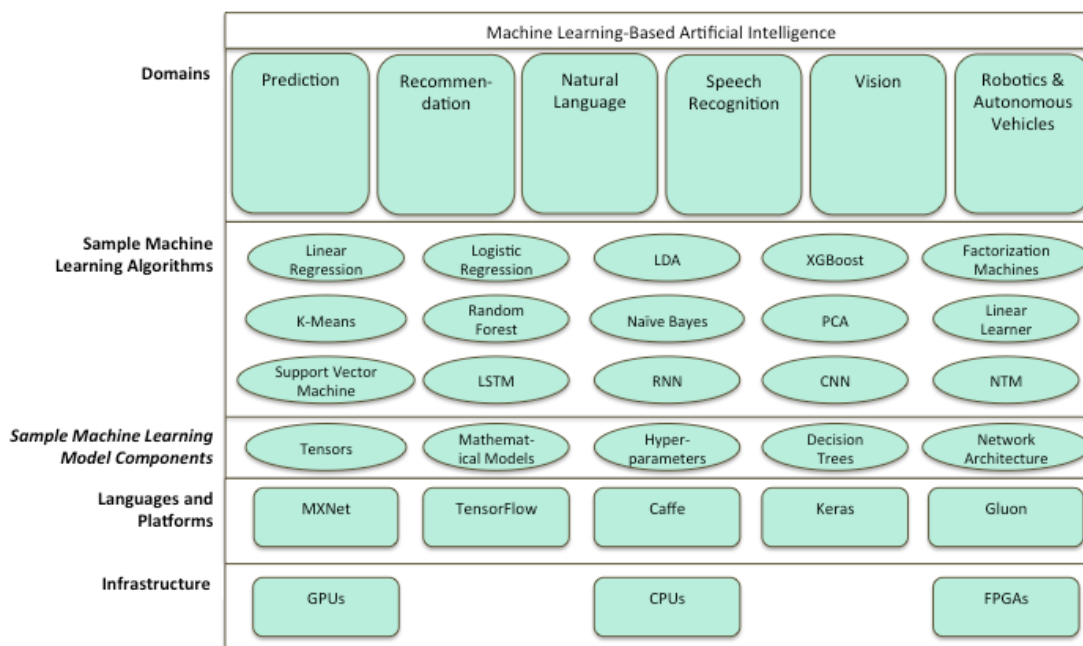 Machine Learning-Based Artificial Intelligence
Domains
Prediction
Recommen-
dation
Natural
Language
Speech
Recognition
Vision
Robotics &
Autonomous
Vehicles
Sample Machine
Learning Algorithms
Linear
Regression
Logistic
Regression
LDA
XGBoost
Factorization
Machines
K-Means
Random
Forest
Naïve Bayes
PCA
Linear
Learner
Support Vector
Machine
LSTM
RNN
CNN
NTM
Sample Machine Learning
Model Components
Tensors
Mathemat-
ical Models
Hyper-
parameters
Decision
Trees
Network
Architecture
Languages and
Platforms
MXNet
TensorFlow
Caffe
Keras
Gluon
Infrastructure
GPUs
CPUs
FPGAs